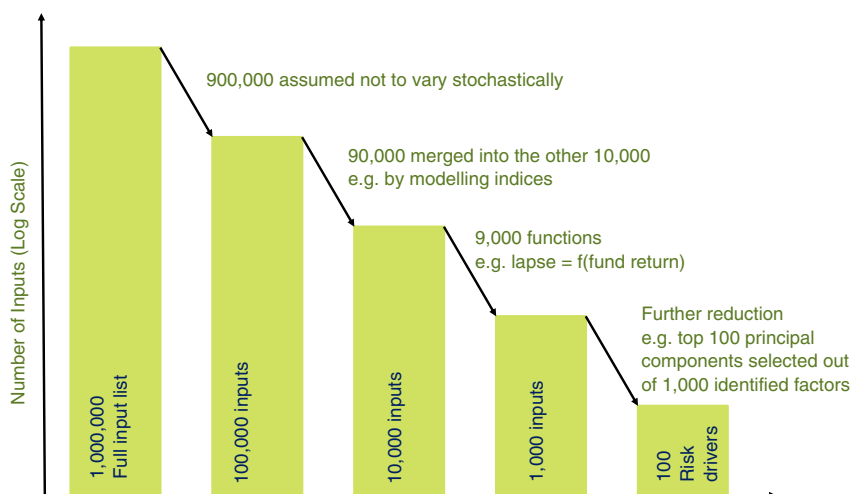 Number of Inputs (Log Scale)
1,000,000
Full input list
900,000 assumed not to vary stochastically
100,000 inputs
90,000 merged into the other 10,000
e.g. by modelling indices
10,000 inputs
9,000 functions
e.g. lapse = f(fund return)
1,000 inputs
Further reduction
e.g. top 100 principal
components selected out
of 1,000 identified factors
100
Risk
drivers